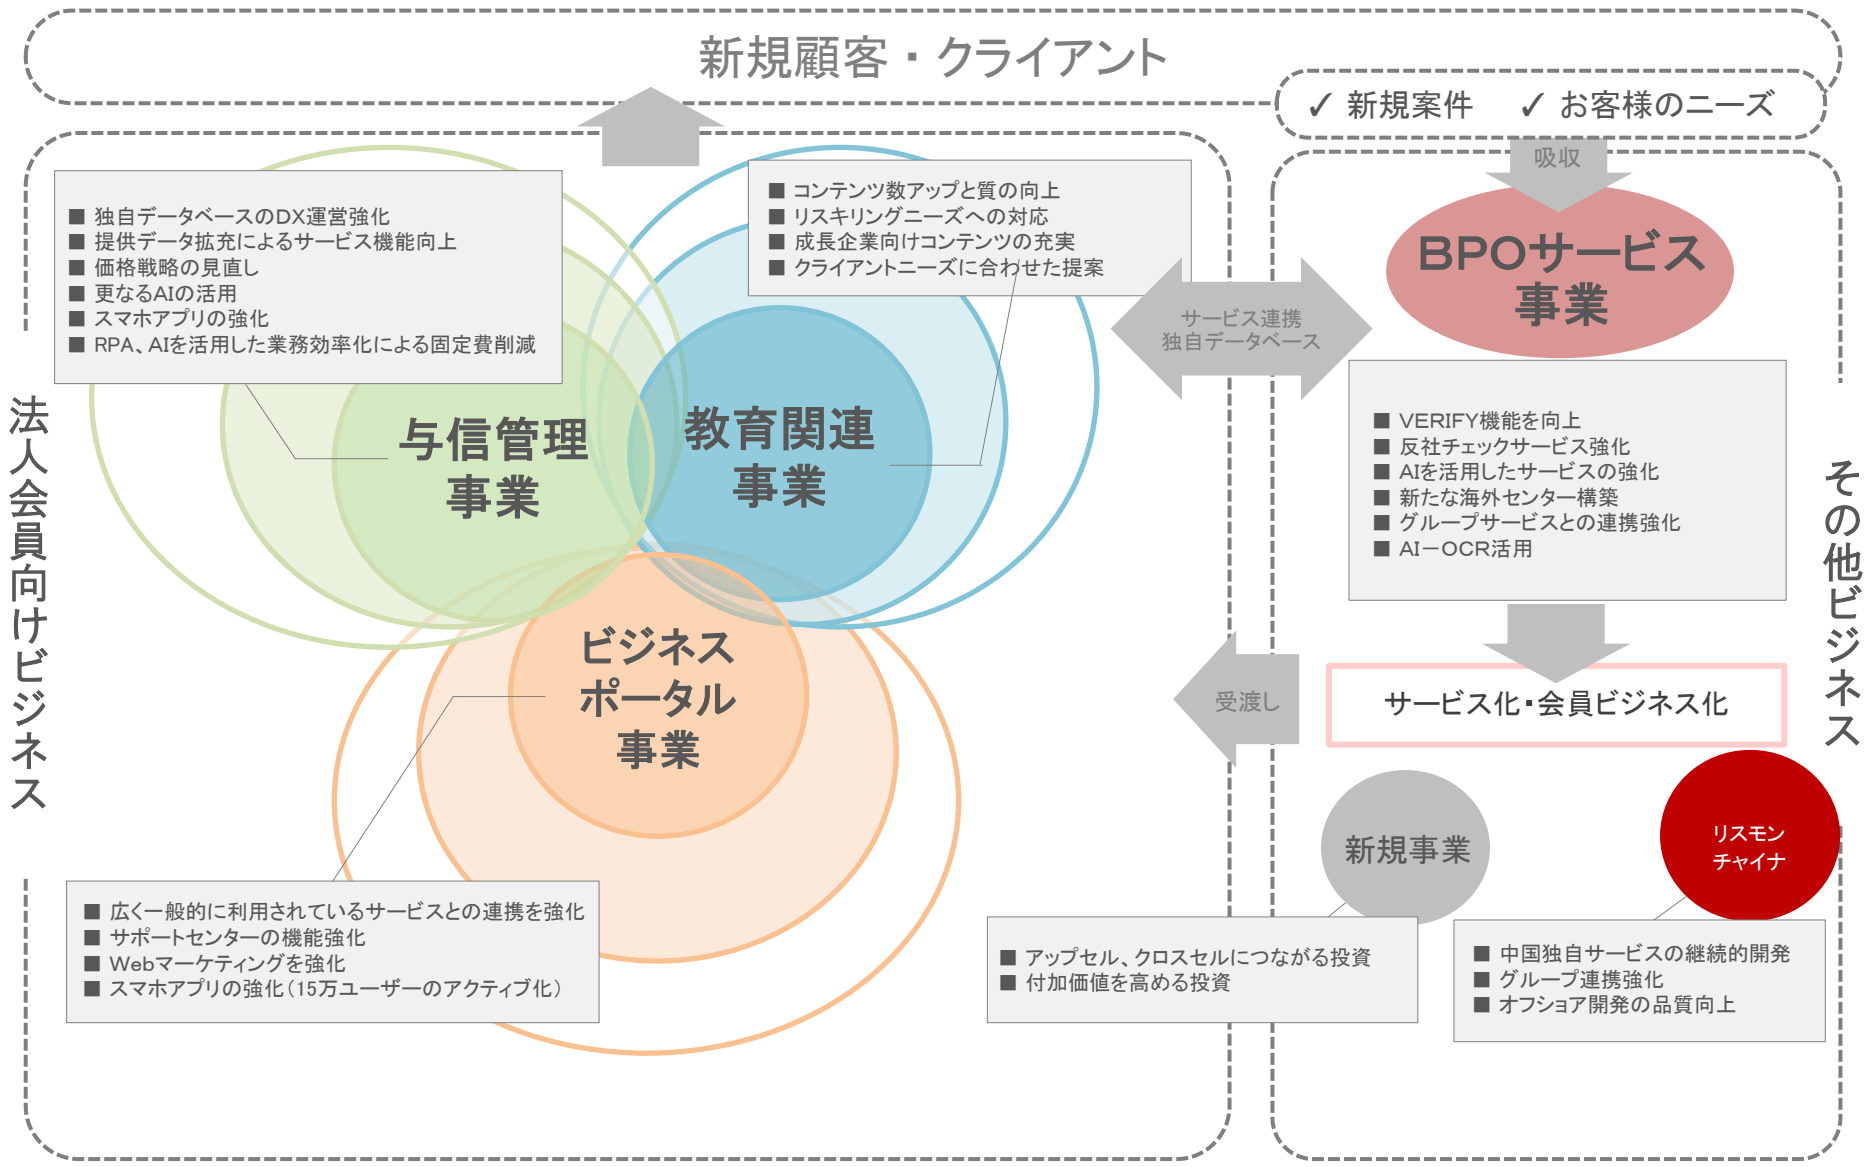 新規顧客・クライアント
✓ 新規案件 ✓ お客様のニーズ
法人会員向けビジネス
■ 独自データベースのDX運営強化
■ 提供データ拡充によるサービス機能向上
■ 価格戦略の見直し
■ 更なるAIの活用
■ スマホアプリの強化
■ RPA、AIを活用した業務効率化による固定費削減
■ コンテンツ数アップと質の向上
■ リスキリングニーズへの対応
■ 成長企業向けコンテンツの充実
■ クライアントニーズに合わせた提案
与信管理
事業
教育関連
事業
ビジネス
ポータル
事業
■ 広く一般的に利用されているサービスとの連携を強化
■ サポートセンターの機能強化
■ Webマーケティングを強化
■ スマホアプリの強化（15万ユーザーのアクティブ化）
サービス連携
独自データベース
受渡し
その他ビジネス
吸収
BPOサービス
事業
■ VERIFY機能を向上
■ 反社チェックサービス強化
■ AIを活用したサービスの強化
■ 新たな海外センター構築
■ グループサービスとの連携強化
■ AI－OCR活用
サービス化・会員ビジネス化
新規事業
リスモン
チャイナ
■ アップセル、クロスセルにつながる投資
■ 付加価値を高める投資
■ 中国独自サービスの継続的開発
■ グループ連携強化
■ オフショア開発の品質向上